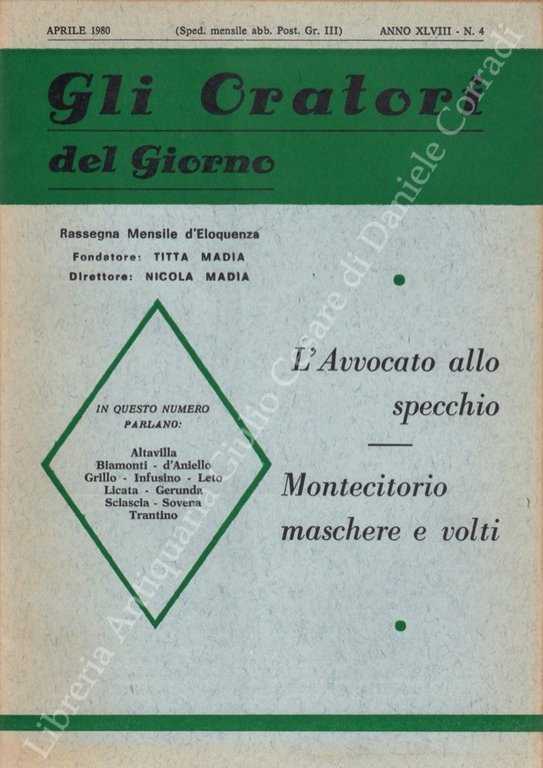 APRILE 1980 (Sped. mensile abb. Post. Gr. III) ANNO XLVIII - N. 4
Gli Oratori
del Giorno
Rassegna Mensile d'Eloquenza
Fondatore: TITTA MADIA
Direttore: NICOLA MADIA
IN QUESTO NUMERO
PARLANO:
Altavilla
Biamonti - d'Aniello
Grillo - Infusino - Leto
Licata - Gerunda
Sciascia - Sovena
Trantino
L'Avvocato allo
specchio
Montecitorio
maschere e volti
Libreria Antiquaria Giulio Cesare di Daniele Corradi